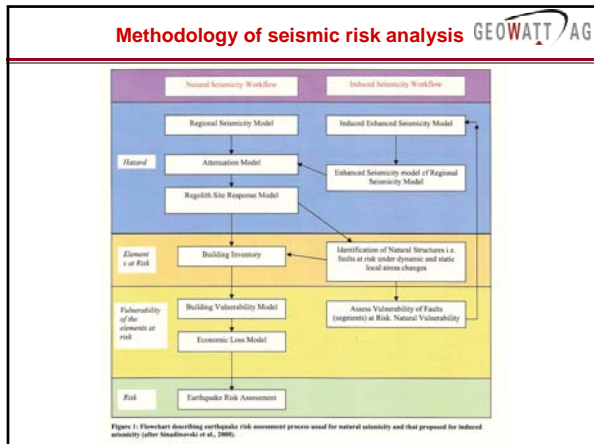 Methodology of seismic risk analysis
GEOWATT AG
Natural Seismicity Workflow
Induced Seismicity Workflow
Hazard
Regional Seismicity Model
Induced Enhanced Seismicity Model
Attenuation Model
Enhanced Seismicity model cf Regional
Seismicity Model
Regolith Site Response Model
Element
s at Risk
Building Inventory
Identification of Natural Structures i.e.
faults at risk under dynamic and static
local stress changes
Vulnerability
of the
elements at
risk
Building Vulnerability Model
Assess Vulnerability of Faults
(segments) at Risk. Natural Vulnerability
Economic Loss Model
Risk
Earthquake Risk Assessment
Figure 1: Flowchart describing earthquake risk assessment process usual for natural seismicity and that proposed for induced
seismicity (after Sinadinovski et al., 2000).